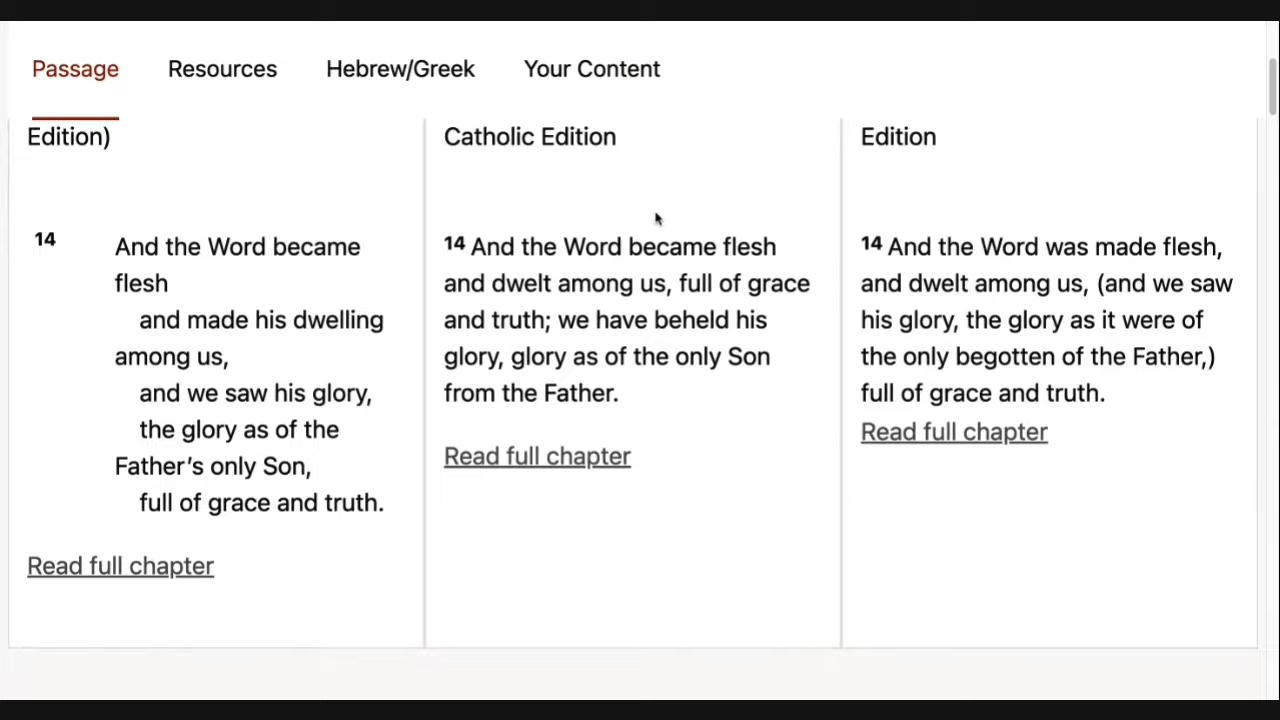 Passage
Resources
Hebrew/Greek
Your Content
Edition)
14 And the Word became
flesh
and made his dwelling
among us,
and we saw his glory,
the glory as of the
Father’s only Son,
full of grace and truth.
Read full chapter
Catholic Edition
14 And the Word became flesh
and dwelt among us, full of grace
and truth; we have beheld his
glory, glory as of the only Son
from the Father.
Read full chapter
Edition
14 And the Word was made flesh,
and dwelt among us, (and we saw
his glory, the glory as it were of
the only begotten of the Father,)
full of grace and truth.
Read full chapter